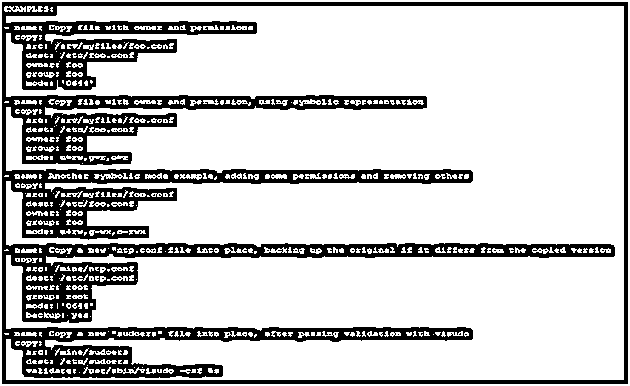 EXAMPLES:
- name: Copy file with owner and permissions
copy:
src: /srv/myfiles/foo.conf
dest: /etc/foo.conf
owner: foo
group: foo
mode: '0644'
- name: Copy file with owner and permission, using symbolic representation
copy:
src: /srv/myfiles/foo.conf
dest: /etc/foo.conf
owner: foo
group: foo
mode: u=rw,g=r,o=r
- name: Another symbolic mode example, adding some permissions and removing others
copy:
src: /srv/myfiles/foo.conf
dest: /etc/foo.conf
owner: foo
group: foo
mode: u+rw,g-wx,o-rwx
- name: Copy a new "ntp.conf file into place, backing up the original if it differs from the copied version
copy:
src: /mine/ntp.conf
dest: /etc/ntp.conf
owner: root
group: root
mode: '0644'
backup: yes
- name: Copy a new "sudoers" file into place, after passing validation with visudo
copy:
src: /mine/sudoers
dest: /etc/sudoers
validate: /usr/sbin/visudo -csf %s